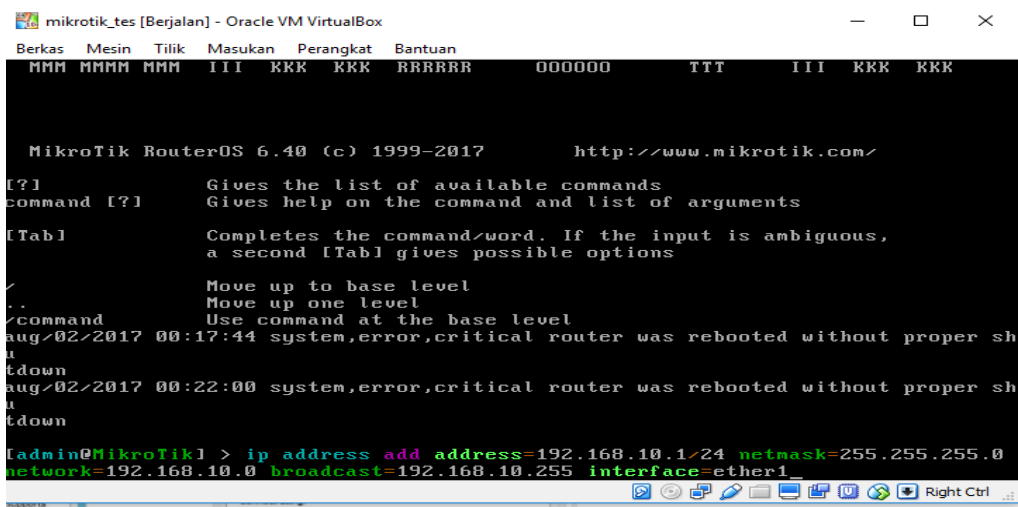 mikrotik_tes [Berjalan] - Oracle VM VirtualBox
Berkas Mesin Tilik Masukan Perangkat Bantuan
MMM MMMM MMM III KKK KKK RRRRRR OOOOOO TTT III KKK KKK
MikroTik RouterOS 6.40 (c) 1999-2017 http://www.mikrotik.com/
[?] Gives the list of available commands
command [?] Gives help on the command and list of arguments
[Tab] Completes the command/word. If the input is ambiguous,
a second [Tab] gives possible options
/ Move up to base level
.. Move up one level
/command Use command at the base level
aug/02/2017 00:17:44 system,error,critical router was rebooted without proper sh
u
tdown
aug/02/2017 00:22:00 system,error,critical router was rebooted without proper sh
u
tdown
[admin@MikroTik] > ip address add address=192.168.10.1/24 netmask=255.255.255.0
network=192.168.10.0 broadcast=192.168.10.255 interface=ether1_
Right Ctrl